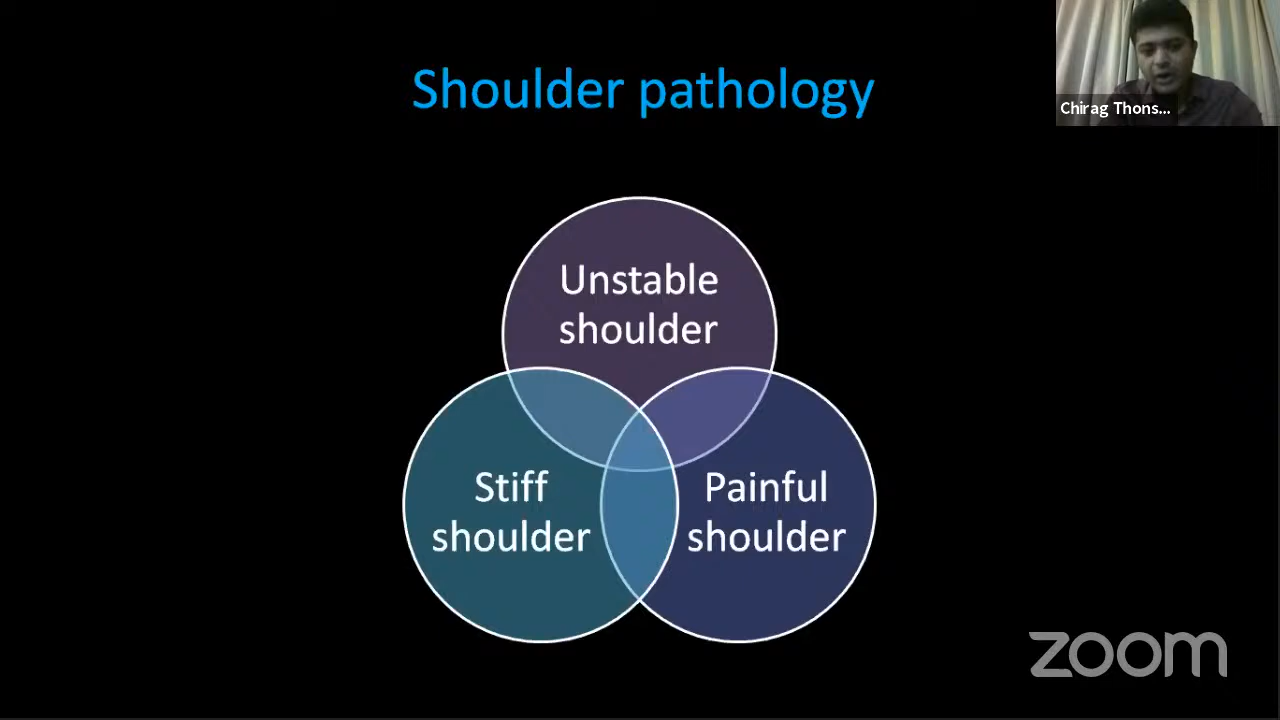 Shoulder pathology
Chirag Thons...
Unstable
shoulder
Stiff
shoulder
Painful
shoulder
zoom